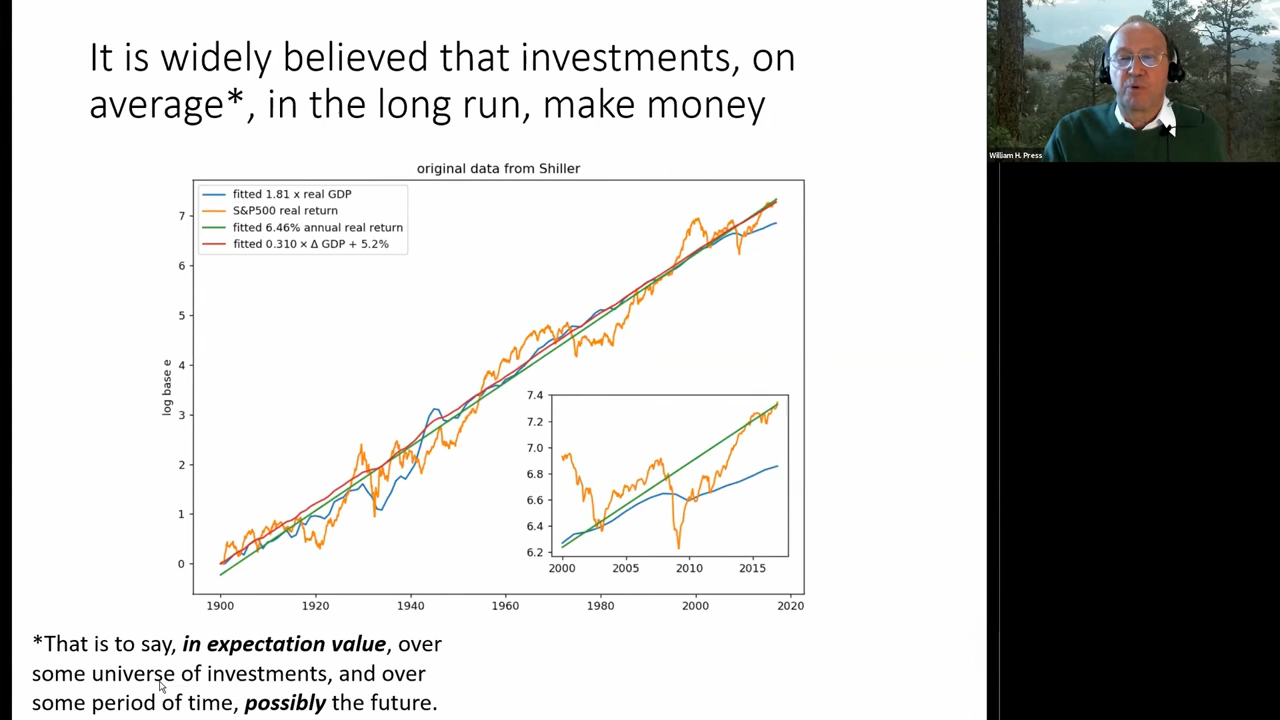 It is widely believed that investments, on
average*, in the long run, make money
William H. Press
original data from Shiller
fitted 1.81 x real GDP
S&P500 real return
fitted 6.46% annual real return
fitted 0.310 × Δ GDP + 5.2%
log base e
7
6
5
4
3
2
1
0
1900 1920 1940 1960 1980 2000 2020
7.4
7.2
7.0
6.8
6.6
6.4
6.2
2000 2005 2010 2015
*That is to say, in expectation value, over
some universe of investments, and over
some period of time, possibly the future.